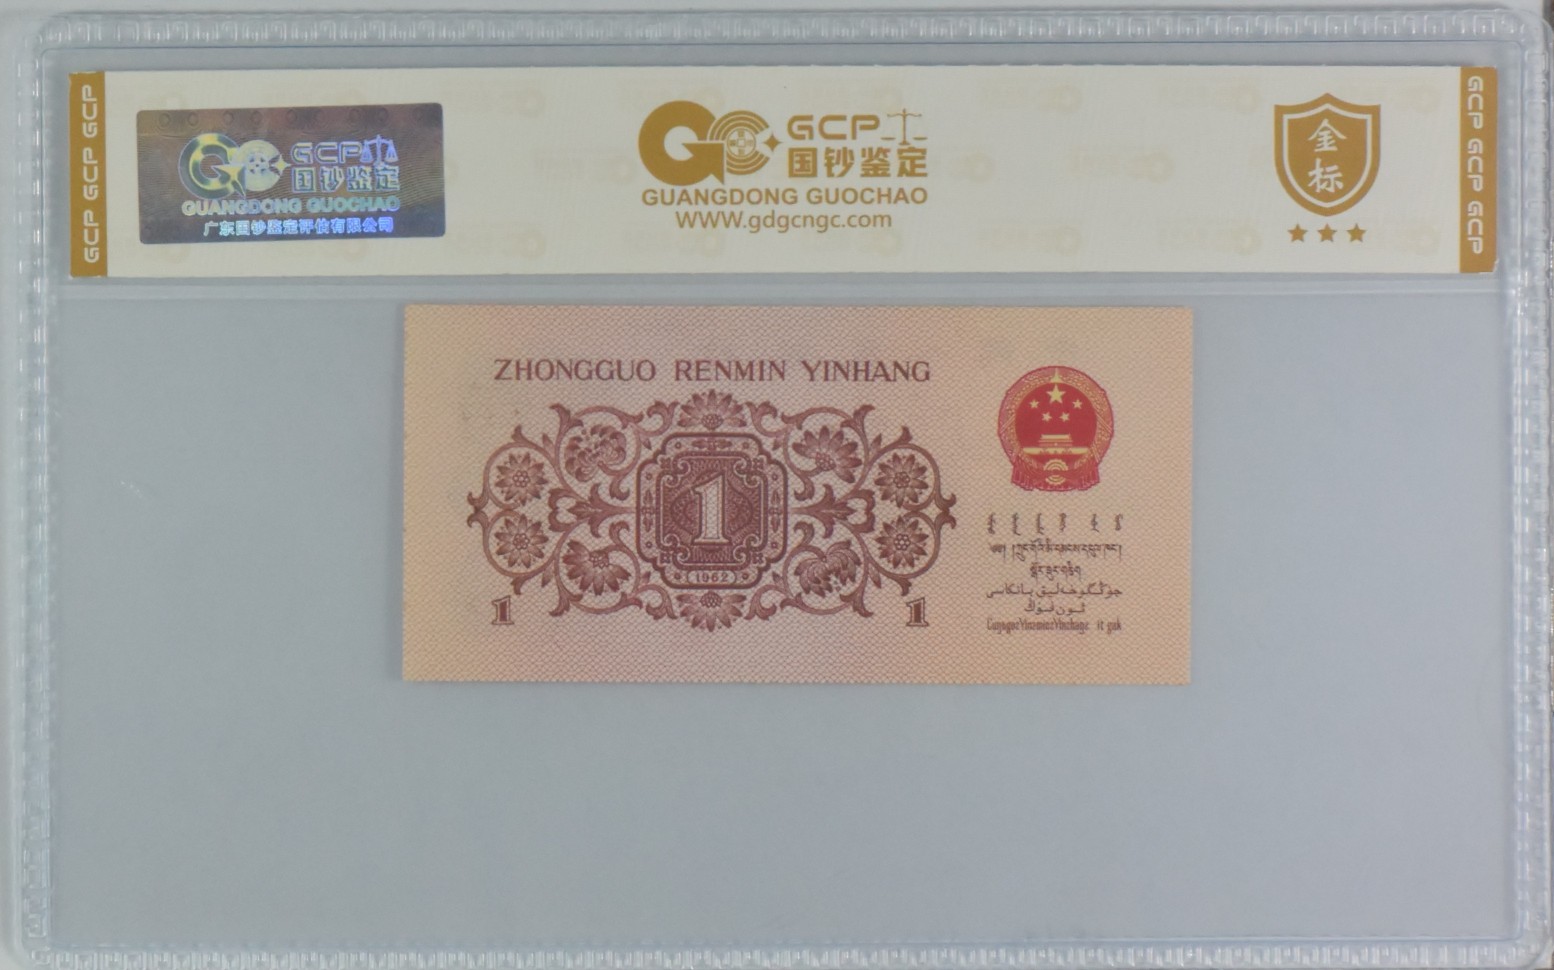 GCP GCP GCP
GCP
国钞鉴定
GUANGDONG GUOCHAO
广东国钞鉴定评估有限公司
GCP
国钞鉴定
GUANGDONG GUOCHAO
WWW.gdgcngc.com
金
标
GCP GCP GCP
ZHONGGUO RENMIN YINHANG
1
(1962)
1 1